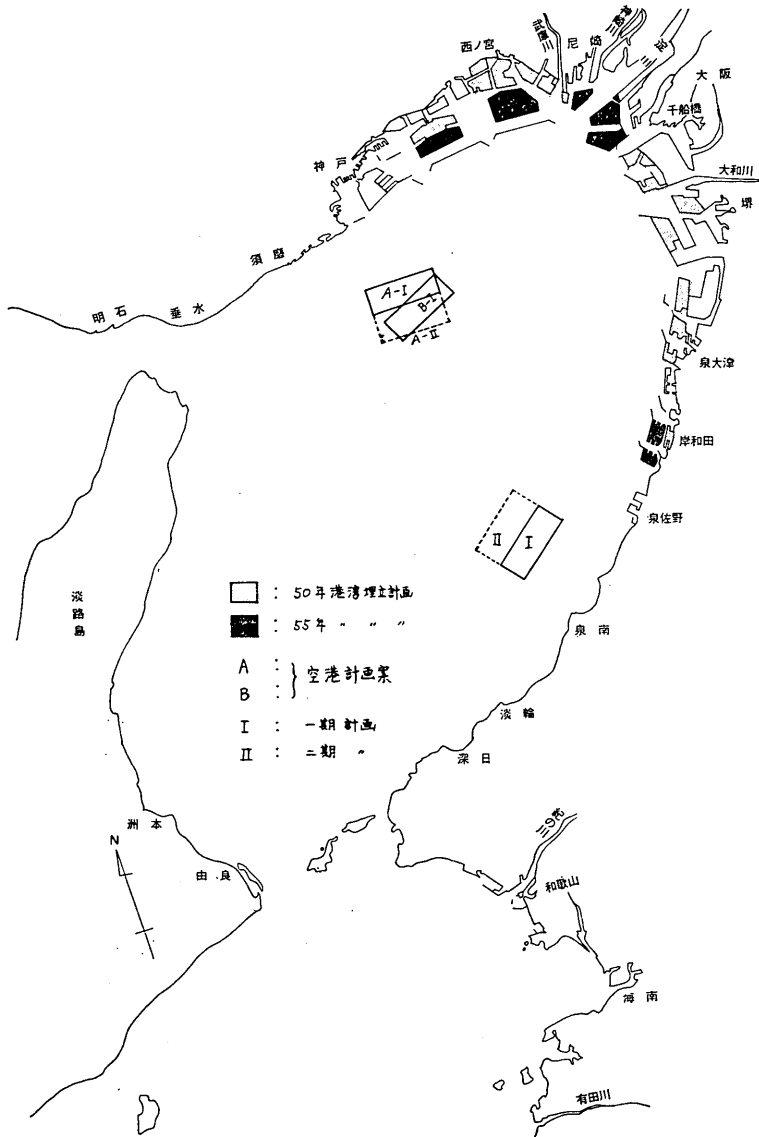 西ノ宮
武庫川
尼崎
神崎川
淀川
大阪
千船橋
神戸
大和川
堺
須磨
A-I
B-I
A-II
明石
垂水
泉大津
岸和田
泉佐野
II
I
淡路島
□ : 50年港湾埋立計画
■ : 55年 〃 〃 〃
A :
B : } 空港計画案
I : 一期計画
II : 二期 〃
泉南
淡輪
深日
洲本
N
由良
和歌山
海南
有田川